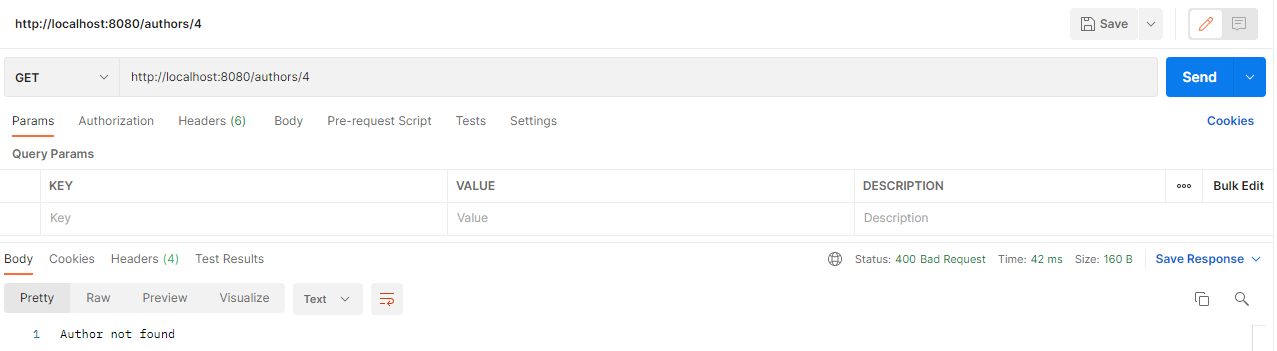 http://localhost:8080/authors/4 Save
GET http://localhost:8080/authors/4 Send
Params Authorization Headers (6) Body Pre-request Script Tests Settings Cookies
Query Params
KEY VALUE DESCRIPTION ooo Bulk Edit
Key Value Description
Body Cookies Headers (4) Test Results Status: 400 Bad Request Time: 42 ms Size: 160 B Save Response
Pretty Raw Preview Visualize Text
1 Author not found